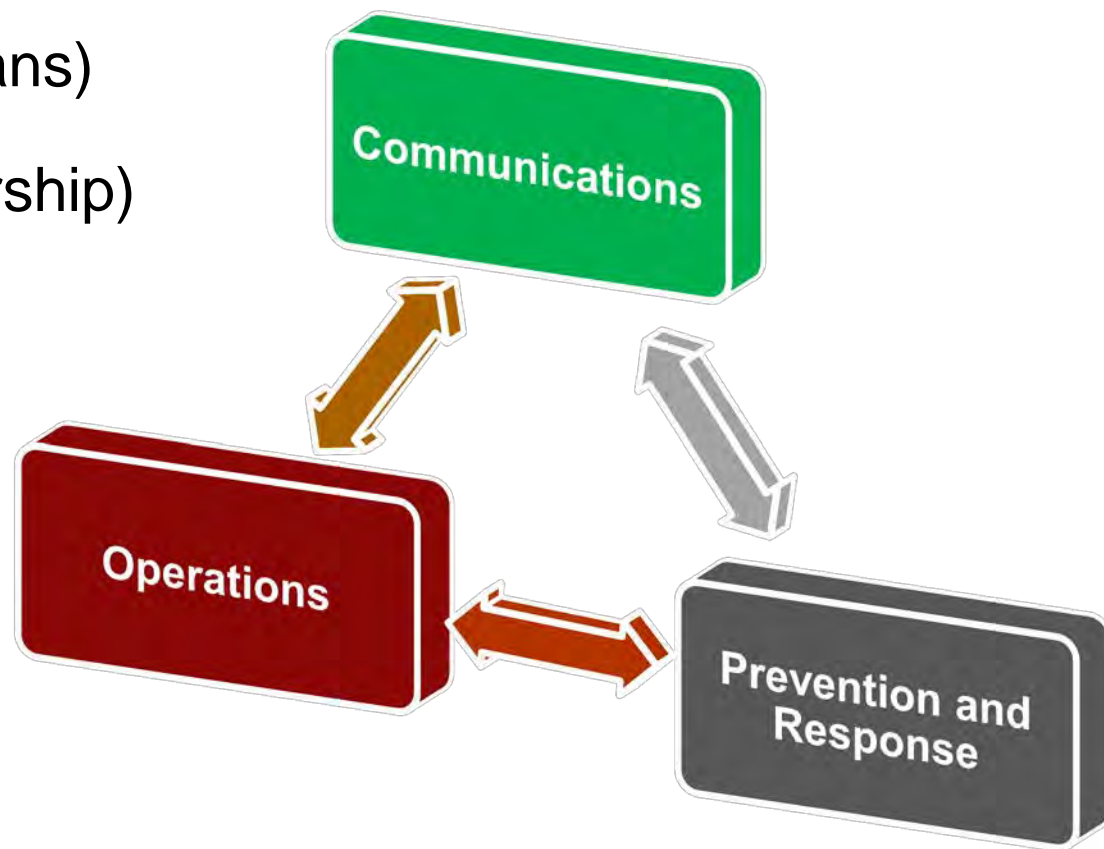 ans)
rship)
Communications
Operations
Prevention and
Response